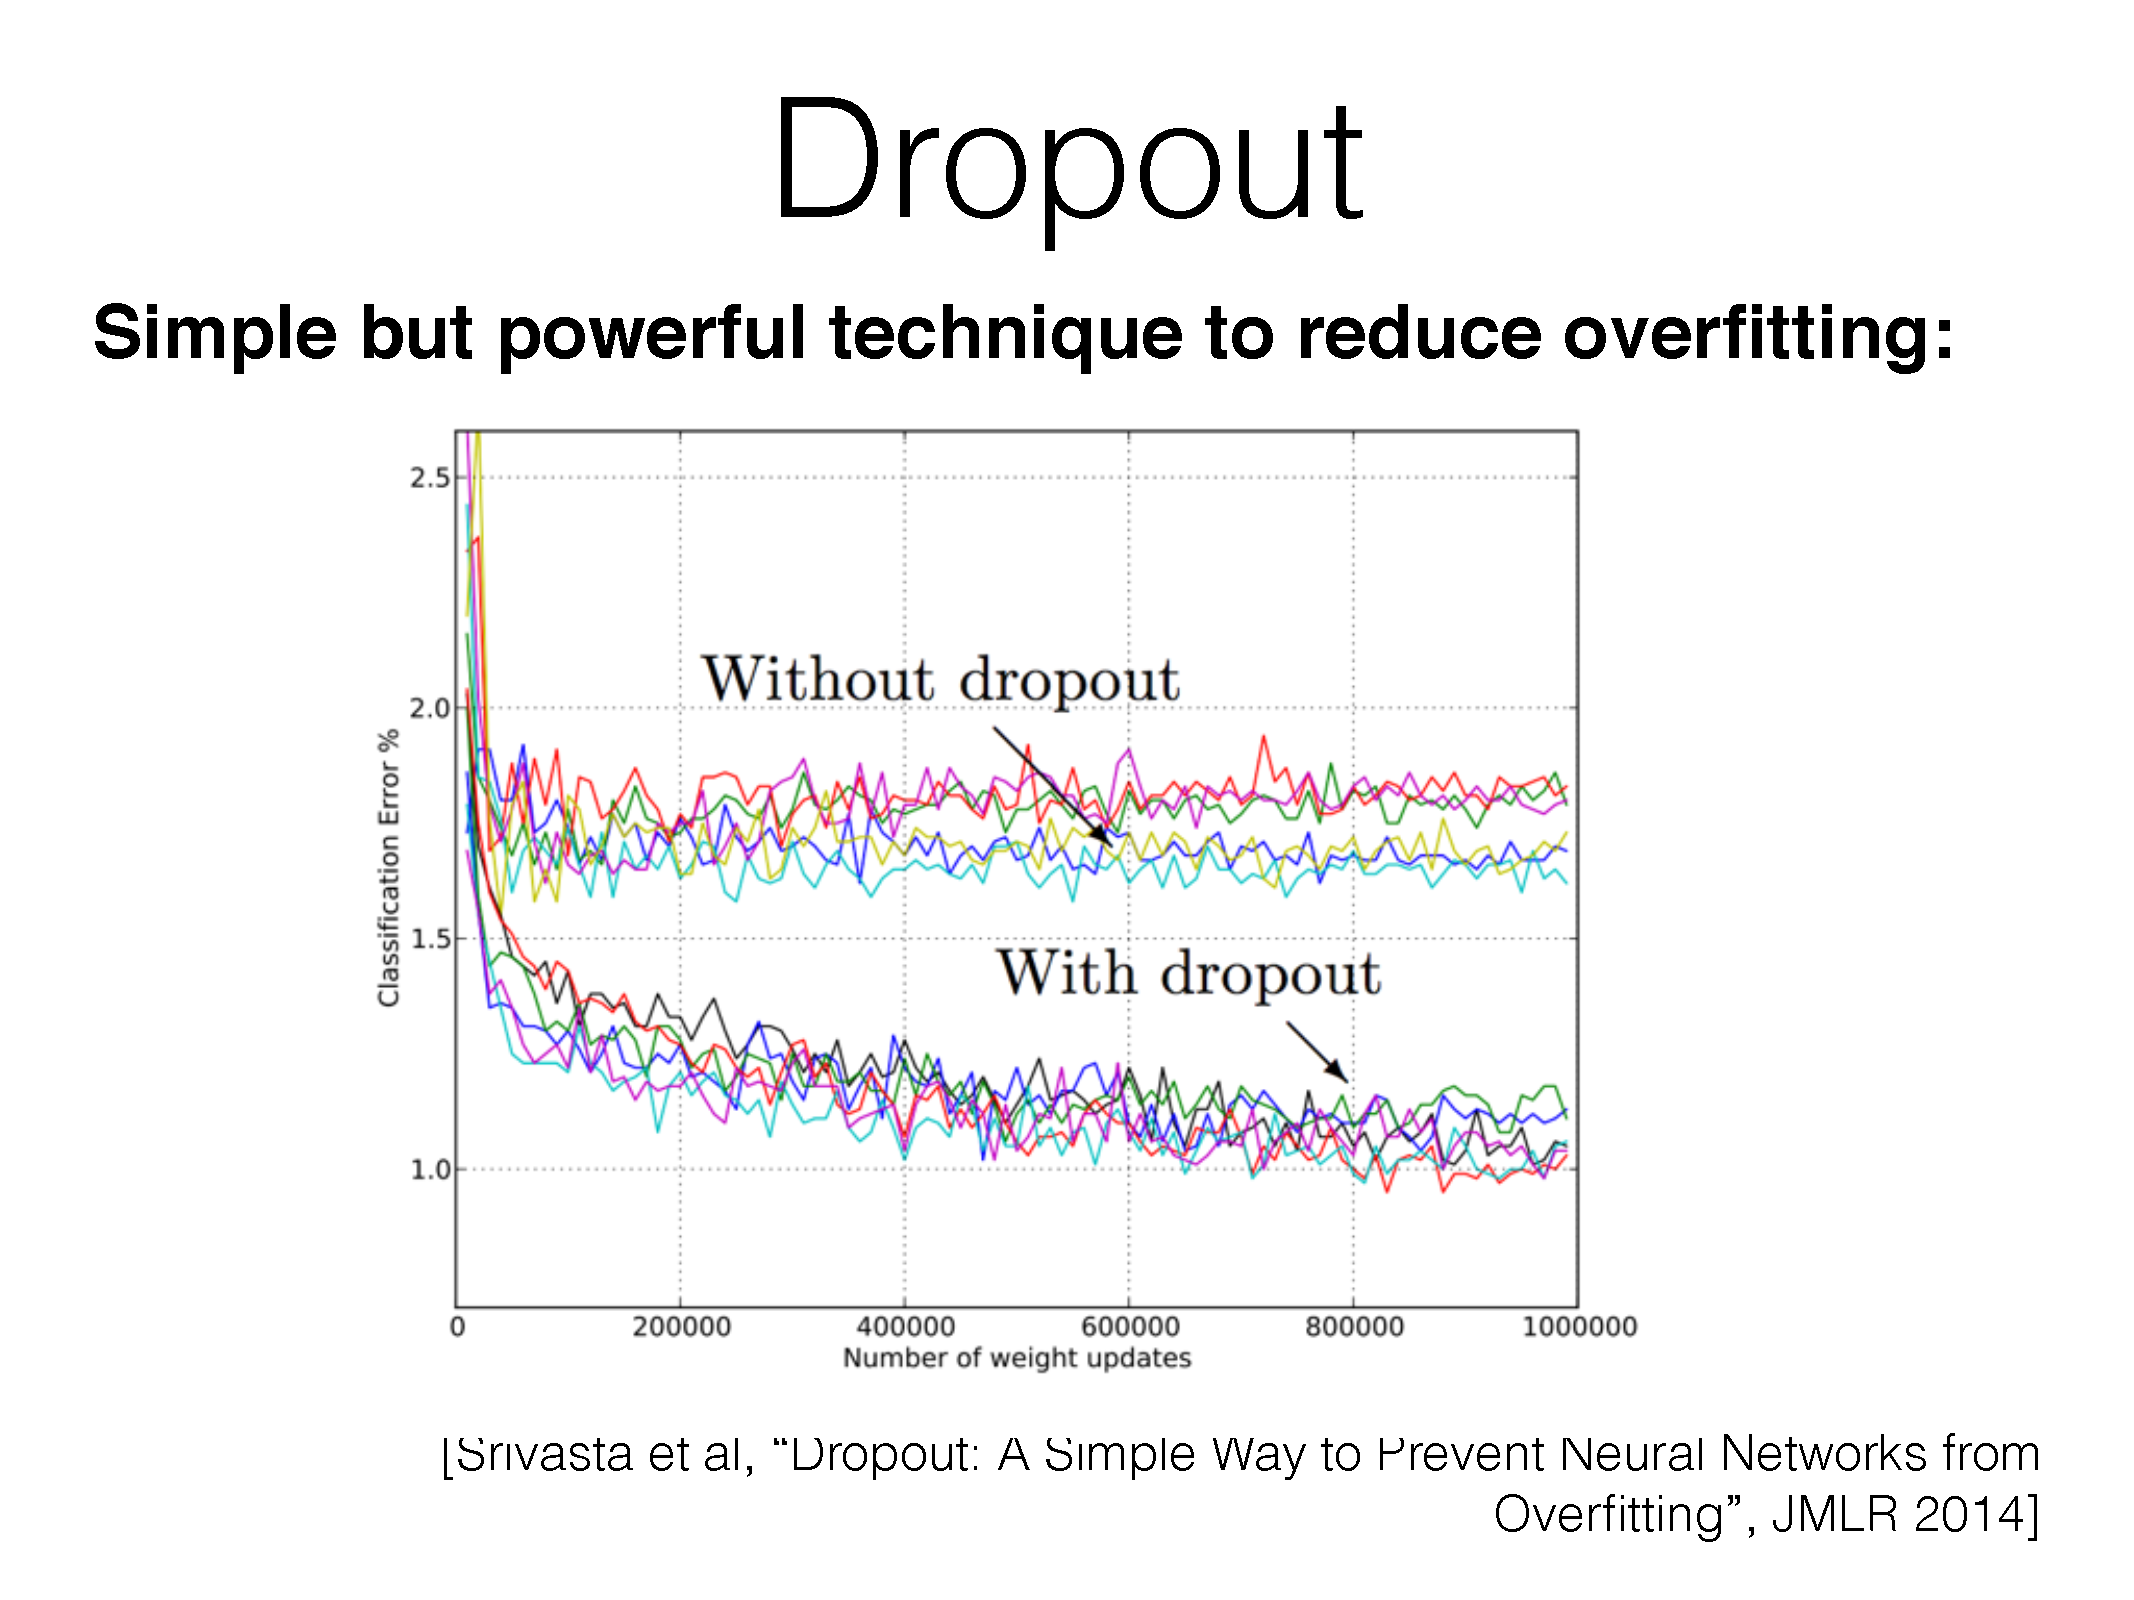 Dropout
Simple but powerful technique to reduce overfitting:
2.5
2.0
1.5
1.0
Classification Error %
Without dropout
With dropout
0 200000 400000 600000 800000 1000000
Number of weight updates
[Srivasta et al, “Dropout: A Simple Way to Prevent Neural Networks from
Overfitting”, JMLR 2014]